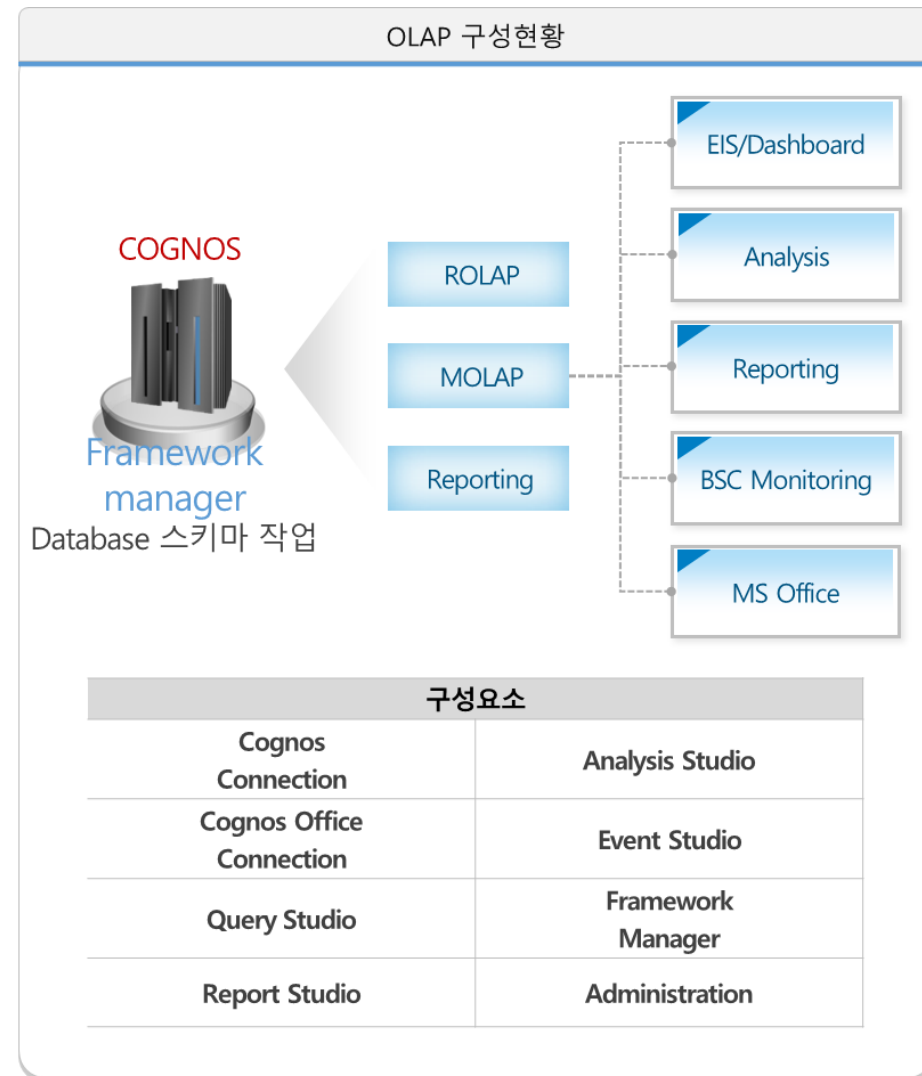 OLAP 구성현황
COGNOS
Framework
manager
Database 스키마 작업
ROLAP
MOLAP
Reporting
EIS/Dashboard
Analysis
Reporting
BSC Monitoring
MS Office
구성요소
Cognos
Connection
Analysis Studio
Cognos Office
Connection
Event Studio
Query Studio
Framework
Manager
Report Studio
Administration